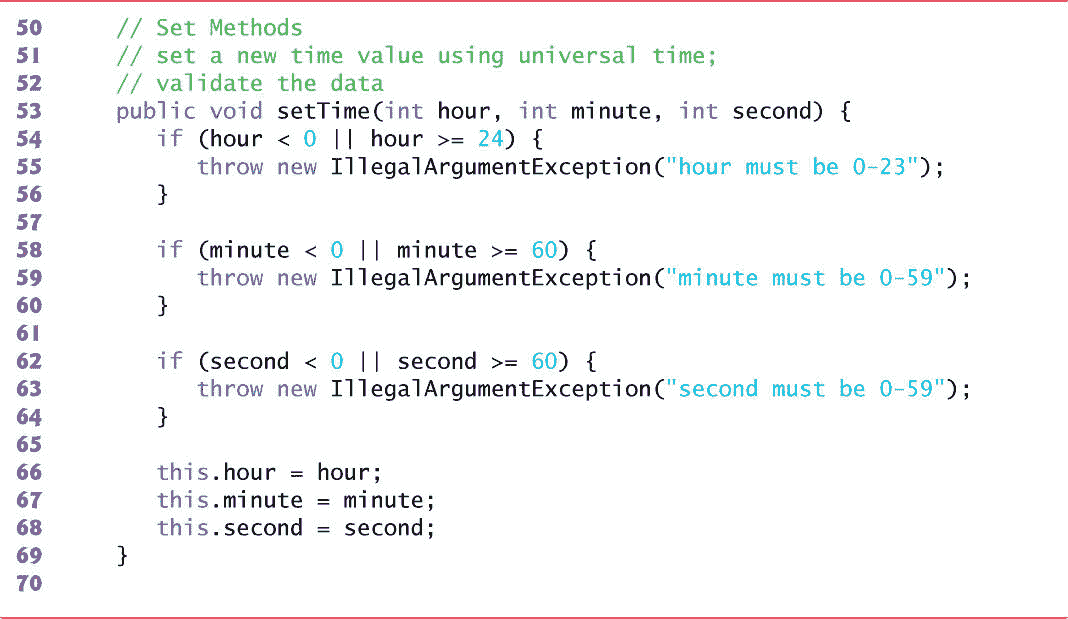 50 // Set Methods
51 // set a new time value using universal time;
52 // validate the data
53 public void setTime(int hour, int minute, int second) {
54 if (hour < 0 || hour >= 24) {
55 throw new IllegalArgumentException("hour must be 0-23");
56 }
57
58 if (minute < 0 || minute >= 60) {
59 throw new IllegalArgumentException("minute must be 0-59");
60 }
61
62 if (second < 0 || second >= 60) {
63 throw new IllegalArgumentException("second must be 0-59");
64 }
65
66 this.hour = hour;
67 this.minute = minute;
68 this.second = second;
69 }
70